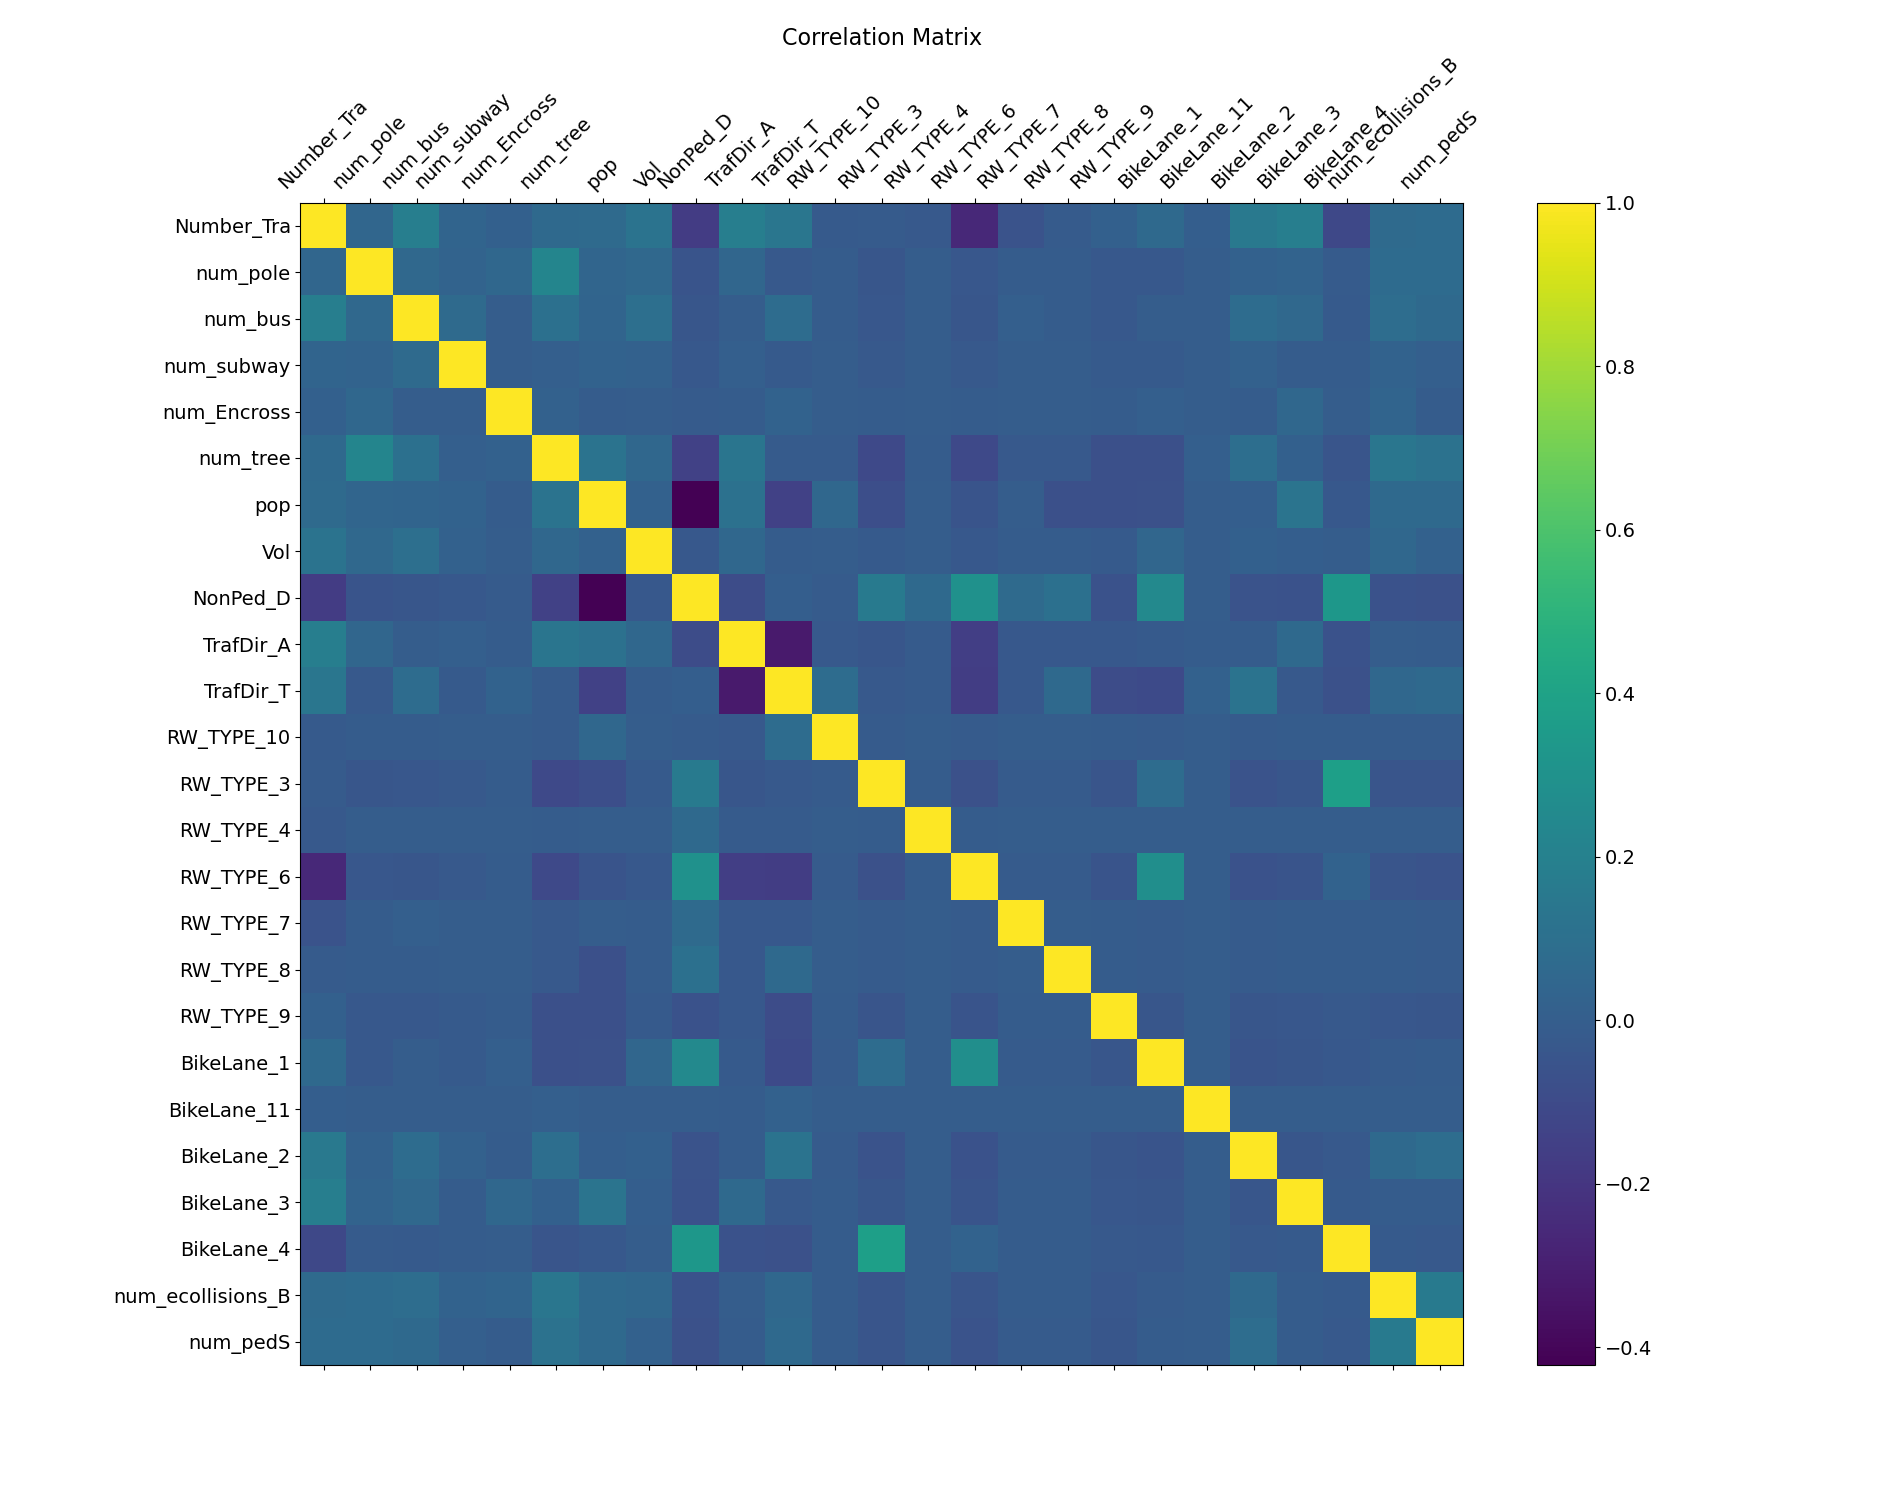 Correlation Matrix
Number_Tra
num_pole
num_bus
num_subway
num_Encross
num_tree
pop
Vol
NonPed_D
TrafDir_A
TrafDir_T
RW_TYPE_10
RW_TYPE_3
RW_TYPE_4
RW_TYPE_6
RW_TYPE_7
RW_TYPE_8
RW_TYPE_9
BikeLane_1
BikeLane_11
BikeLane_2
BikeLane_3
BikeLane_4
num_ecollisions_B
num_pedS
Number_Tra
num_pole
num_bus
num_subway
num_Encross
num_tree
pop
Vol
NonPed_D
TrafDir_A
TrafDir_T
RW_TYPE_10
RW_TYPE_3
RW_TYPE_4
RW_TYPE_6
RW_TYPE_7
RW_TYPE_8
RW_TYPE_9
BikeLane_1
BikeLane_11
BikeLane_2
BikeLane_3
BikeLane_4
num_ecollisions_B
num_pedS
1.0
0.8
0.6
0.4
0.2
0.0
−0.2
−0.4